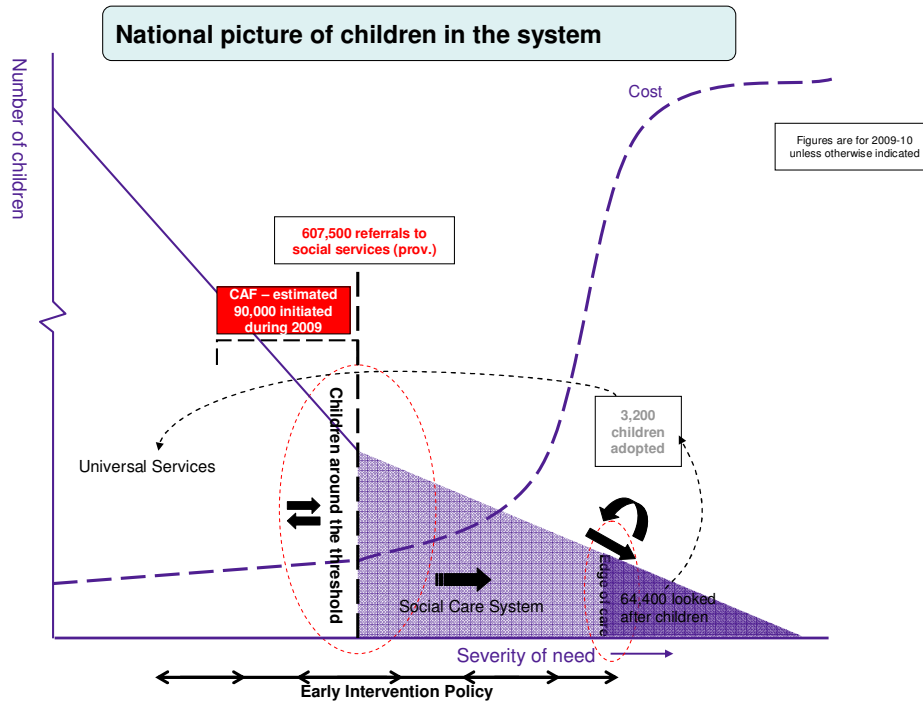 National picture of children in the system
Number of children
Cost
Figures are for 2009-10
unless otherwise indicated
607,500 referrals to
social services (prov.)
CAF – estimated
90,000 initiated
during 2009
Children around the threshold
3,200
children
adopted
Universal Services
Edge of care
Social Care System
64,400 looked
after children
Severity of need
Early Intervention Policy